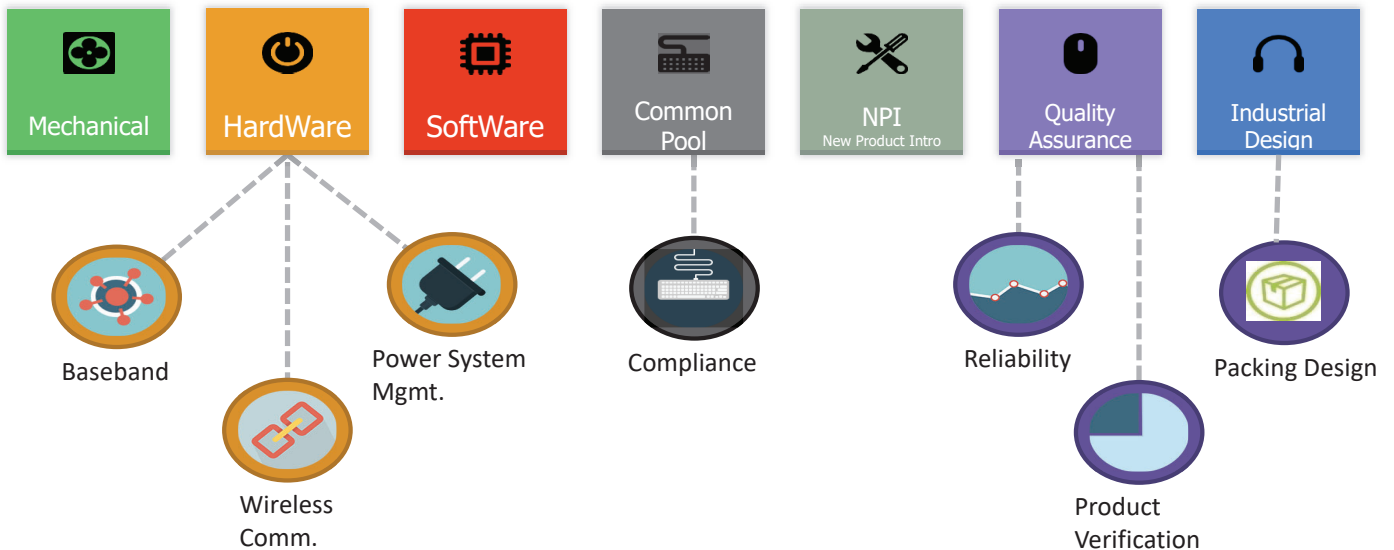 Mechanical
HardWare
SoftWare
Common
Pool
NPI
New Product Intro
Quality
Assurance
Industrial
Design
Baseband
Wireless
Comm.
Power System
Mgmt.
Compliance
Reliability
Product
Verification
Packing Design